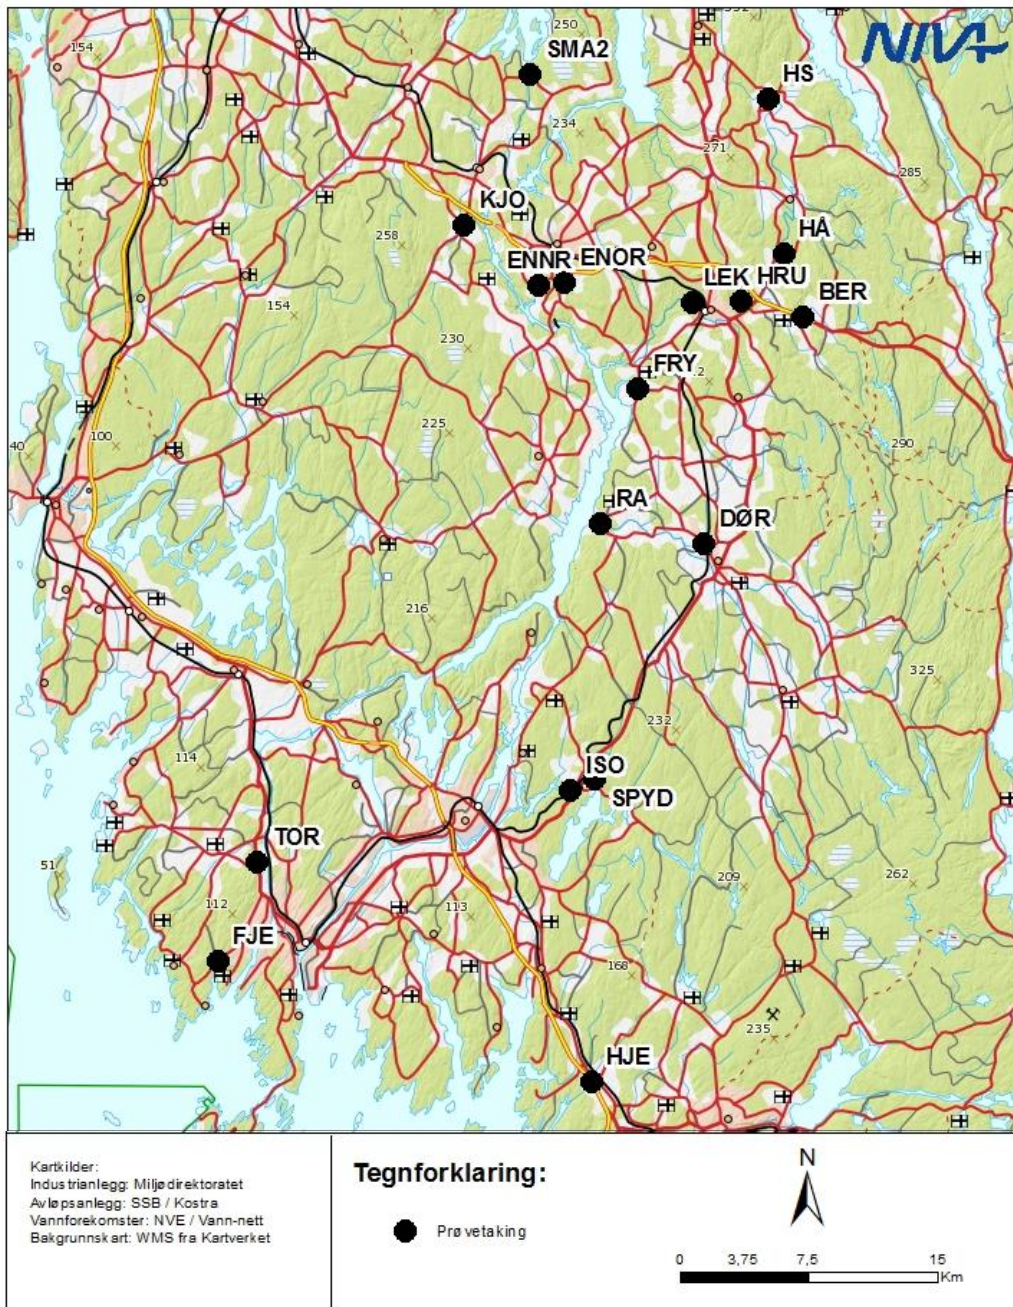 154
250
SMA2
332
NIVA
HS
234
271
285
KJO
258
HÅ
ENNR
ENOR
154
LEK
HRU
BER
230
FRY
225
290
40
100
RA
DØR
216
325
232
114
ISO
SPYD
TOR
51
209
262
112
113
FJE
168
235
HJE
Kartkilder:
Industrianlegg: Miljødirektoratet
Avløpsanlegg: SSB / Kostra
Vannforekomster: NVE / Vann-nett
Bakgrunnskart: WMS fra Kartverket
Tegnforklaring:
Prøvetaking
N
0 3,75 7,5 15
Km